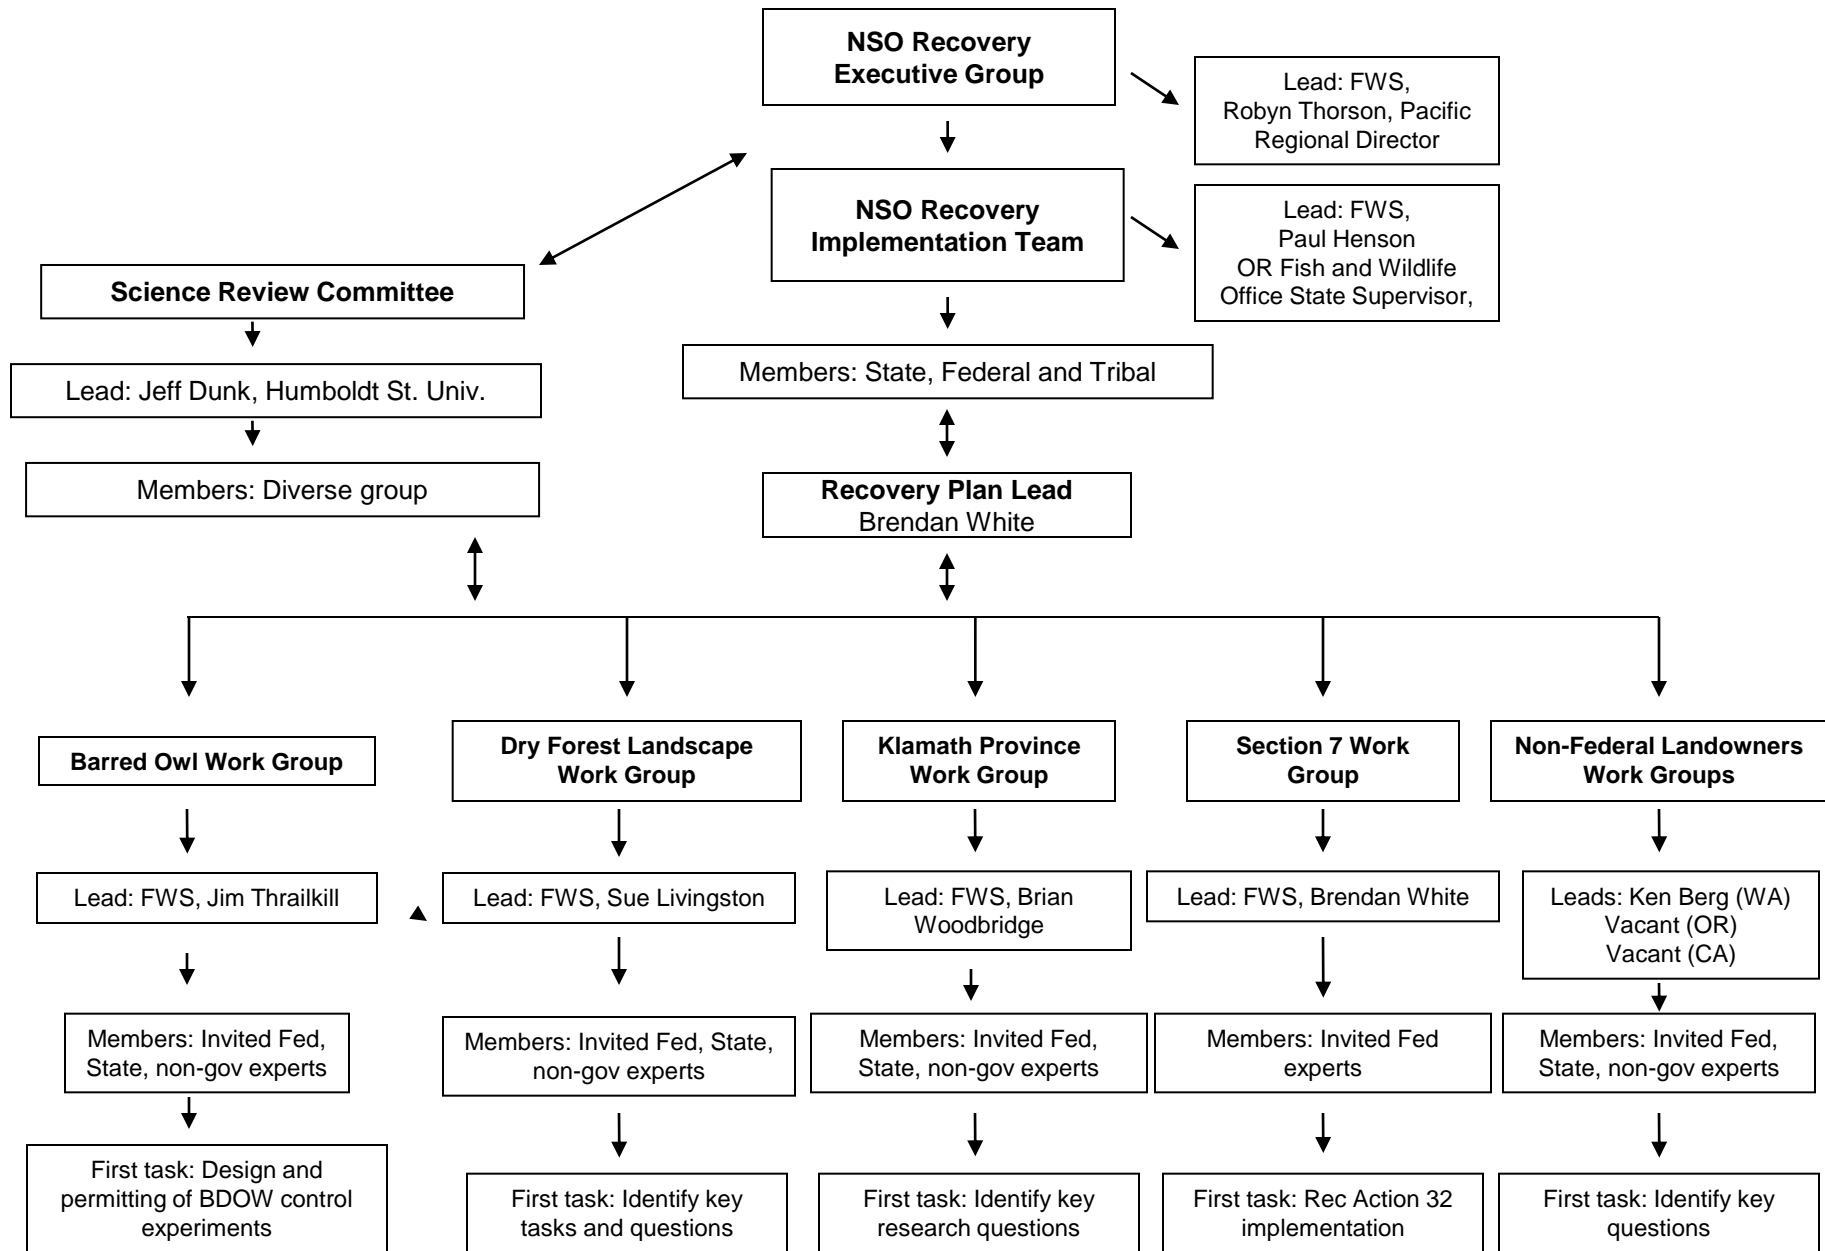 NSO Recovery
Executive Group
Lead: FWS,
Robyn Thorson, Pacific
Regional Director
NSO Recovery
Implementation Team
Lead: FWS,
Paul Henson
OR Fish and Wildlife
Office State Supervisor,
Science Review Committee
Lead: Jeff Dunk, Humboldt St. Univ.
Members: Diverse group
Members: State, Federal and Tribal
Recovery Plan Lead
Brendan White
Barred Owl Work Group
Dry Forest Landscape
Work Group
Klamath Province
Work Group
Section 7 Work
Group
Non-Federal Landowners
Work Groups
Lead: FWS, Jim Thrailkill
Lead: FWS, Sue Livingston
Lead: FWS, Brian
Woodbridge
Lead: FWS, Brendan White
Leads: Ken Berg (WA)
Vacant (OR)
Vacant (CA)
Members: Invited Fed,
State, non-gov experts
Members: Invited Fed, State,
non-gov experts
Members: Invited Fed,
State, non-gov experts
Members: Invited Fed
experts
Members: Invited Fed,
State, non-gov experts
First task: Design and
permitting of BDOW control
experiments
First task: Identify key
tasks and questions
First task: Identify key
research questions
First task: Rec Action 32
implementation
First task: Identify key
questions